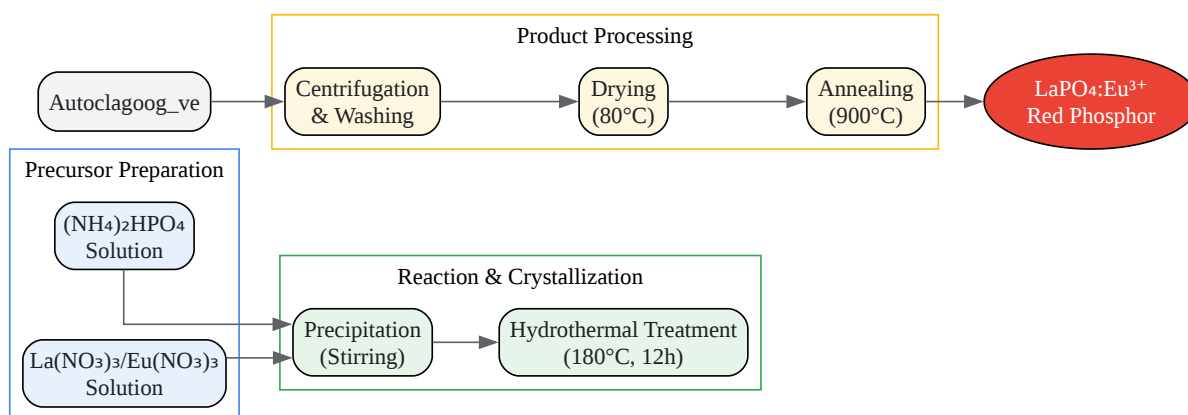 Product Processing
Autoclagoog_ve
Centrifugation
& Washing
Drying
(80°C)
Annealing
(900°C)
LaPO₄:Eu³⁺
Red Phosphor
Precursor Preparation
(NH₄)₂HPO₄
Solution
La(NO₃)₃/Eu(NO₃)₃
Solution
Reaction & Crystallization
Precipitation
(Stirring)
Hydrothermal Treatment
(180°C, 12h)